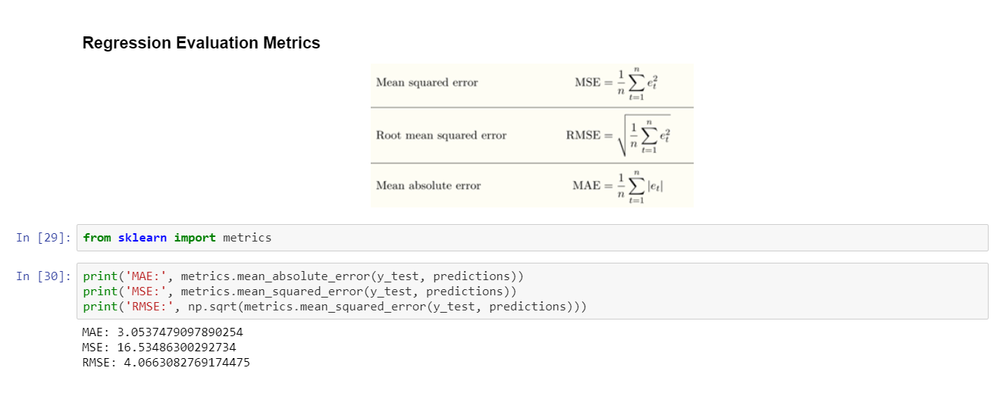 Regression Evaluation Metrics
Mean squared error MSE = \frac{1}{n} \sum_{t=1}^{n} e_t^2
Root mean squared error RMSE = \sqrt{\frac{1}{n} \sum_{t=1}^{n} e_t^2}
Mean absolute error MAE = \frac{1}{n} \sum_{t=1}^{n} |e_t|
In [29]: from sklearn import metrics
In [30]: print('MAE:', metrics.mean_absolute_error(y_test, predictions))
print('MSE:', metrics.mean_squared_error(y_test, predictions))
print('RMSE:', np.sqrt(metrics.mean_squared_error(y_test, predictions)))
MAE: 3.0537479097890254
MSE: 16.53486300292734
RMSE: 4.0663082769174475